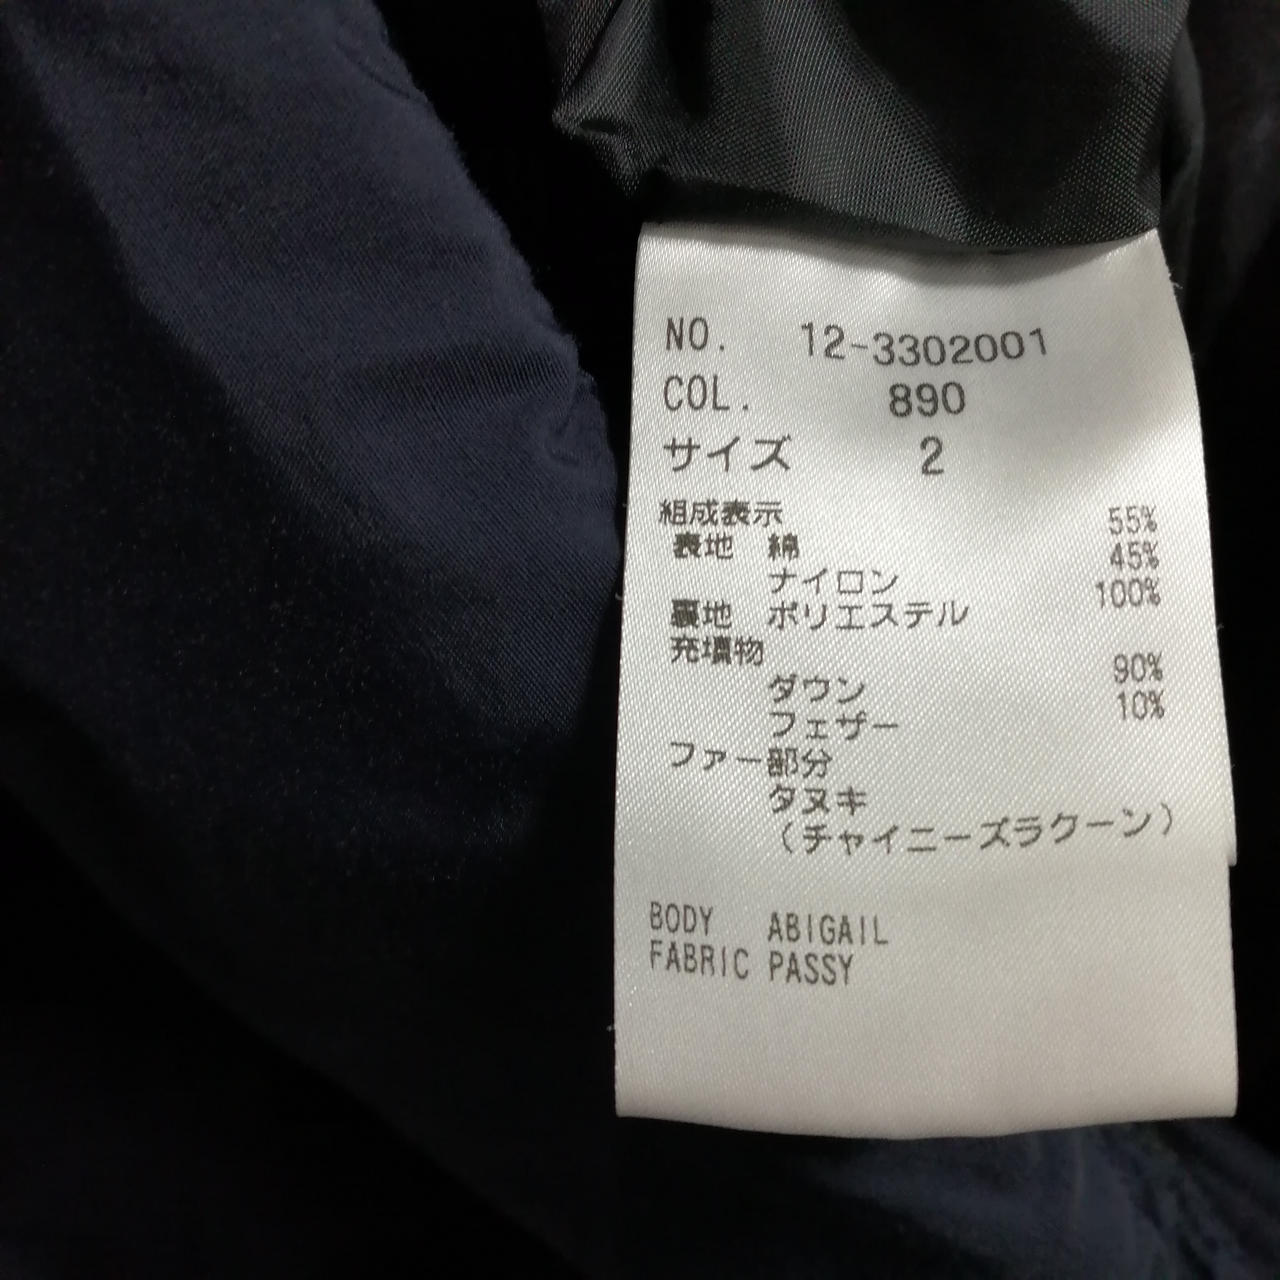 NO. 12-3302001
COL. 890
サイズ 2
組成表示
表地 綿 55%
ナイロン 45%
裏地 ポリエステル 100%
充填物
ダウン 90%
フェザー 10%
ファー部分
タヌキ
(チャイニーズラクーン)
BODY ABIGAIL
FABRIC PASSY